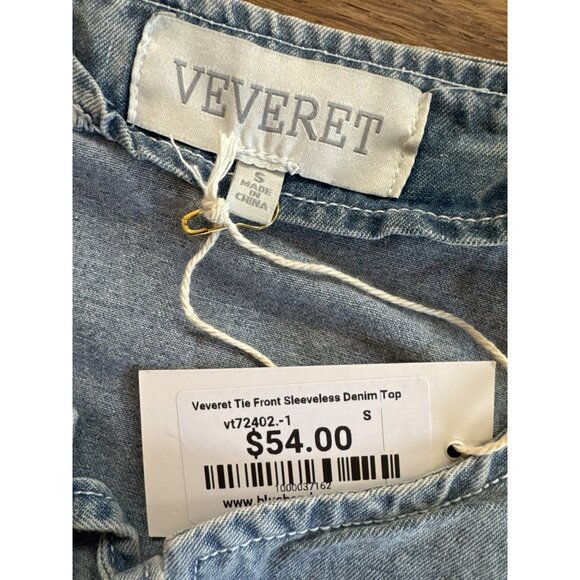 VEVERET
S
MADE
IN
CHINA
Veveret Tie Front Sleeveless Denim Top
vt72402.-1 S
$54.00
1000037162